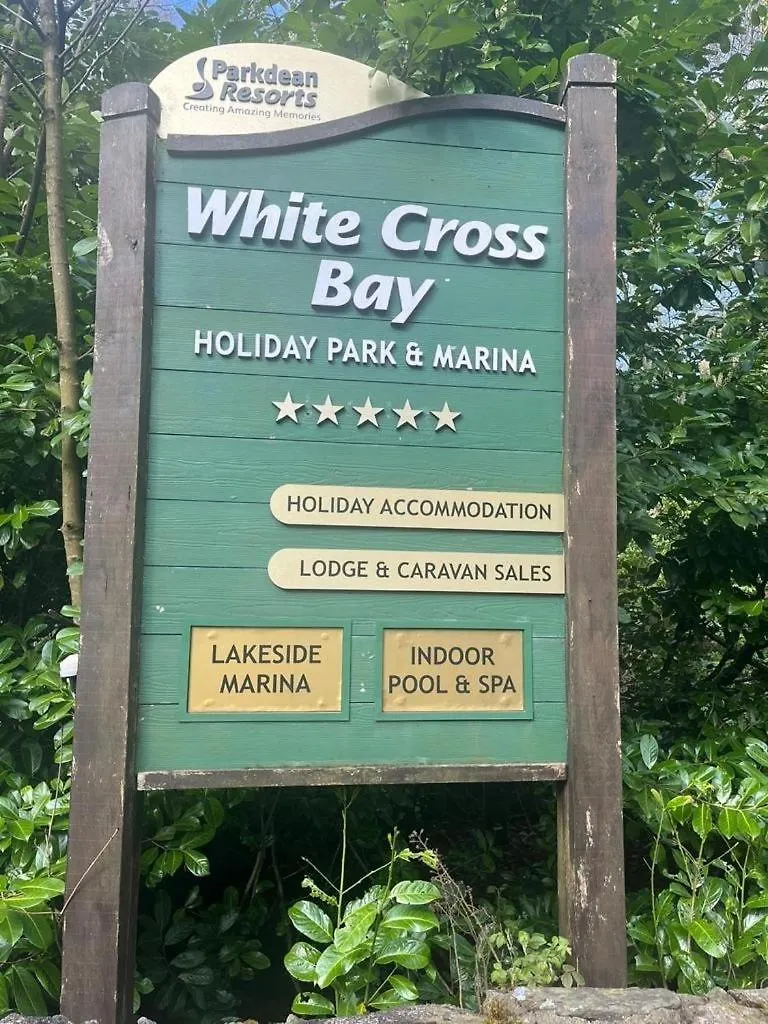 Parkdean
Resorts
Creating Amazing Memories
White Cross
Bay
HOLIDAY PARK & MARINA
HOLIDAY ACCOMMODATION
LODGE & CARAVAN SALES
LAKESIDE
MARINA
INDOOR
POOL & SPA